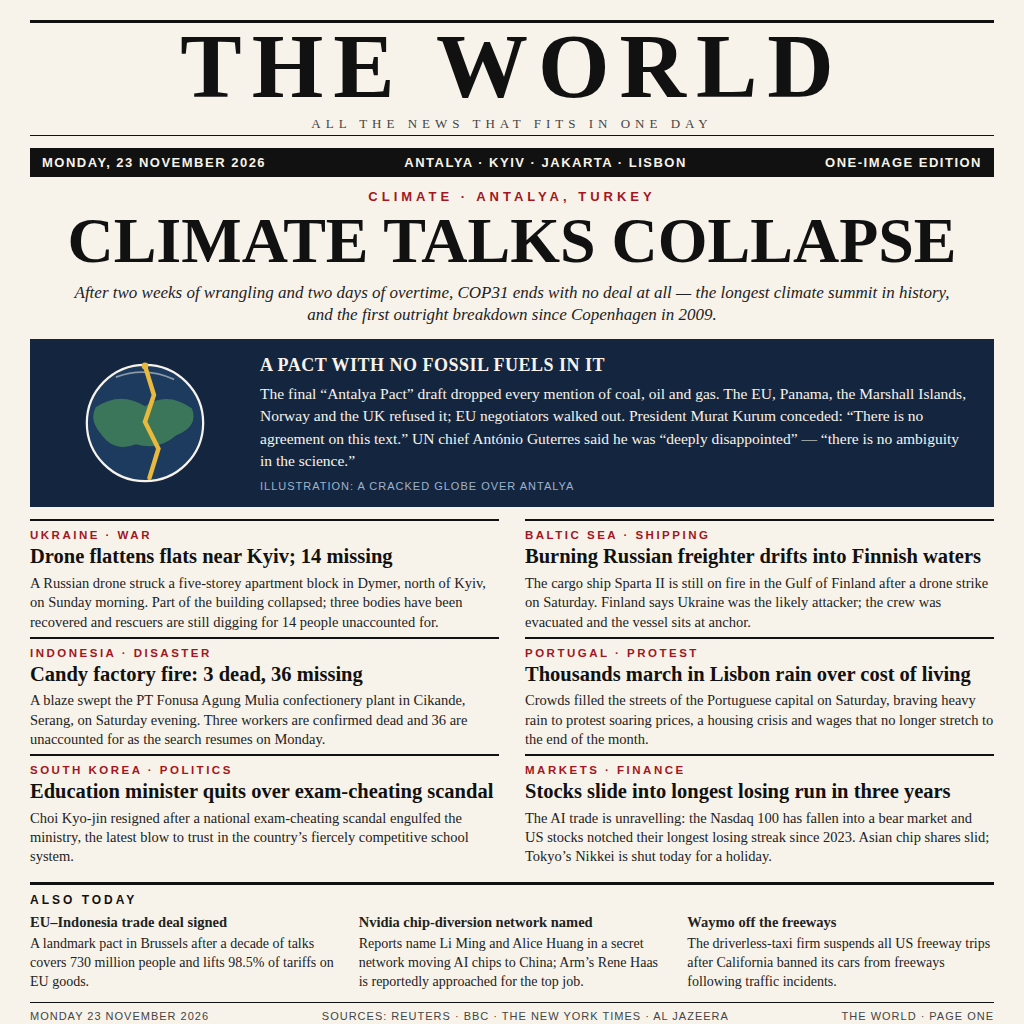 THE WORLD
ALL THE NEWS THAT FITS IN ONE DAY
MONDAY, 23 NOVEMBER 2026
ANTALYA · KYIV · JAKARTA · LISBON
ONE-IMAGE EDITION
CLIMATE · ANTALYA, TURKEY
CLIMATE TALKS COLLAPSE
After two weeks of wrangling and two days of overtime, COP31 ends with no deal at all — the longest climate summit in history,
and the first outright breakdown since Copenhagen in 2009.
A PACT WITH NO FOSSIL FUELS IN IT
The final “Antalya Pact” draft dropped every mention of coal, oil and gas. The EU, Panama, the Marshall Islands,
Norway and the UK refused it; EU negotiators walked out. President Murat Kurum conceded: “There is no
agreement on this text.” UN chief António Guterres said he was “deeply disappointed” — “there is no ambiguity
in the science.”
ILLUSTRATION: A CRACKED GLOBE OVER ANTALYA
UKRAINE · WAR
Drone flattens flats near Kyiv; 14 missing
A Russian drone struck a five-storey apartment block in Dymer, north of Kyiv,
on Sunday morning. Part of the building collapsed; three bodies have been
recovered and rescuers are still digging for 14 people unaccounted for.
BALTIC SEA · SHIPPING
Burning Russian freighter drifts into Finnish waters
The cargo ship Sparta II is still on fire in the Gulf of Finland after a drone strike
on Saturday. Finland says Ukraine was the likely attacker; the crew was
evacuated and the vessel sits at anchor.
INDONESIA · DISASTER
Candy factory fire: 3 dead, 36 missing
A blaze swept the PT Fonusa Agung Mulia confectionery plant in Cikande,
Serang, on Saturday evening. Three workers are confirmed dead and 36 are
unaccounted for as the search resumes on Monday.
PORTUGAL · PROTEST
Thousands march in Lisbon rain over cost of living
Crowds filled the streets of the Portuguese capital on Saturday, braving heavy
rain to protest soaring prices, a housing crisis and wages that no longer stretch to
the end of the month.
SOUTH KOREA · POLITICS
Education minister quits over exam-cheating scandal
Choi Kyo-jin resigned after a national exam-cheating scandal engulfed the
ministry, the latest blow to trust in the country’s fiercely competitive school
system.
MARKETS · FINANCE
Stocks slide into longest losing run in three years
The AI trade is unravelling: the Nasdaq 100 has fallen into a bear market and
US stocks notched their longest losing streak since 2023. Asian chip shares slid;
Tokyo’s Nikkei is shut today for a holiday.
ALSO TODAY
EU–Indonesia trade deal signed
A landmark pact in Brussels after a decade of talks
covers 730 million people and lifts 98.5% of tariffs on
EU goods.
Nvidia chip-diversion network named
Reports name Li Ming and Alice Huang in a secret
network moving AI chips to China; Arm’s Rene Haas
is reportedly approached for the top job.
Waymo off the freeways
The driverless-taxi firm suspends all US freeway trips
after California banned its cars from freeways
following traffic incidents.
MONDAY 23 NOVEMBER 2026
SOURCES: REUTERS · BBC · THE NEW YORK TIMES · AL JAZEERA
THE WORLD · PAGE ONE